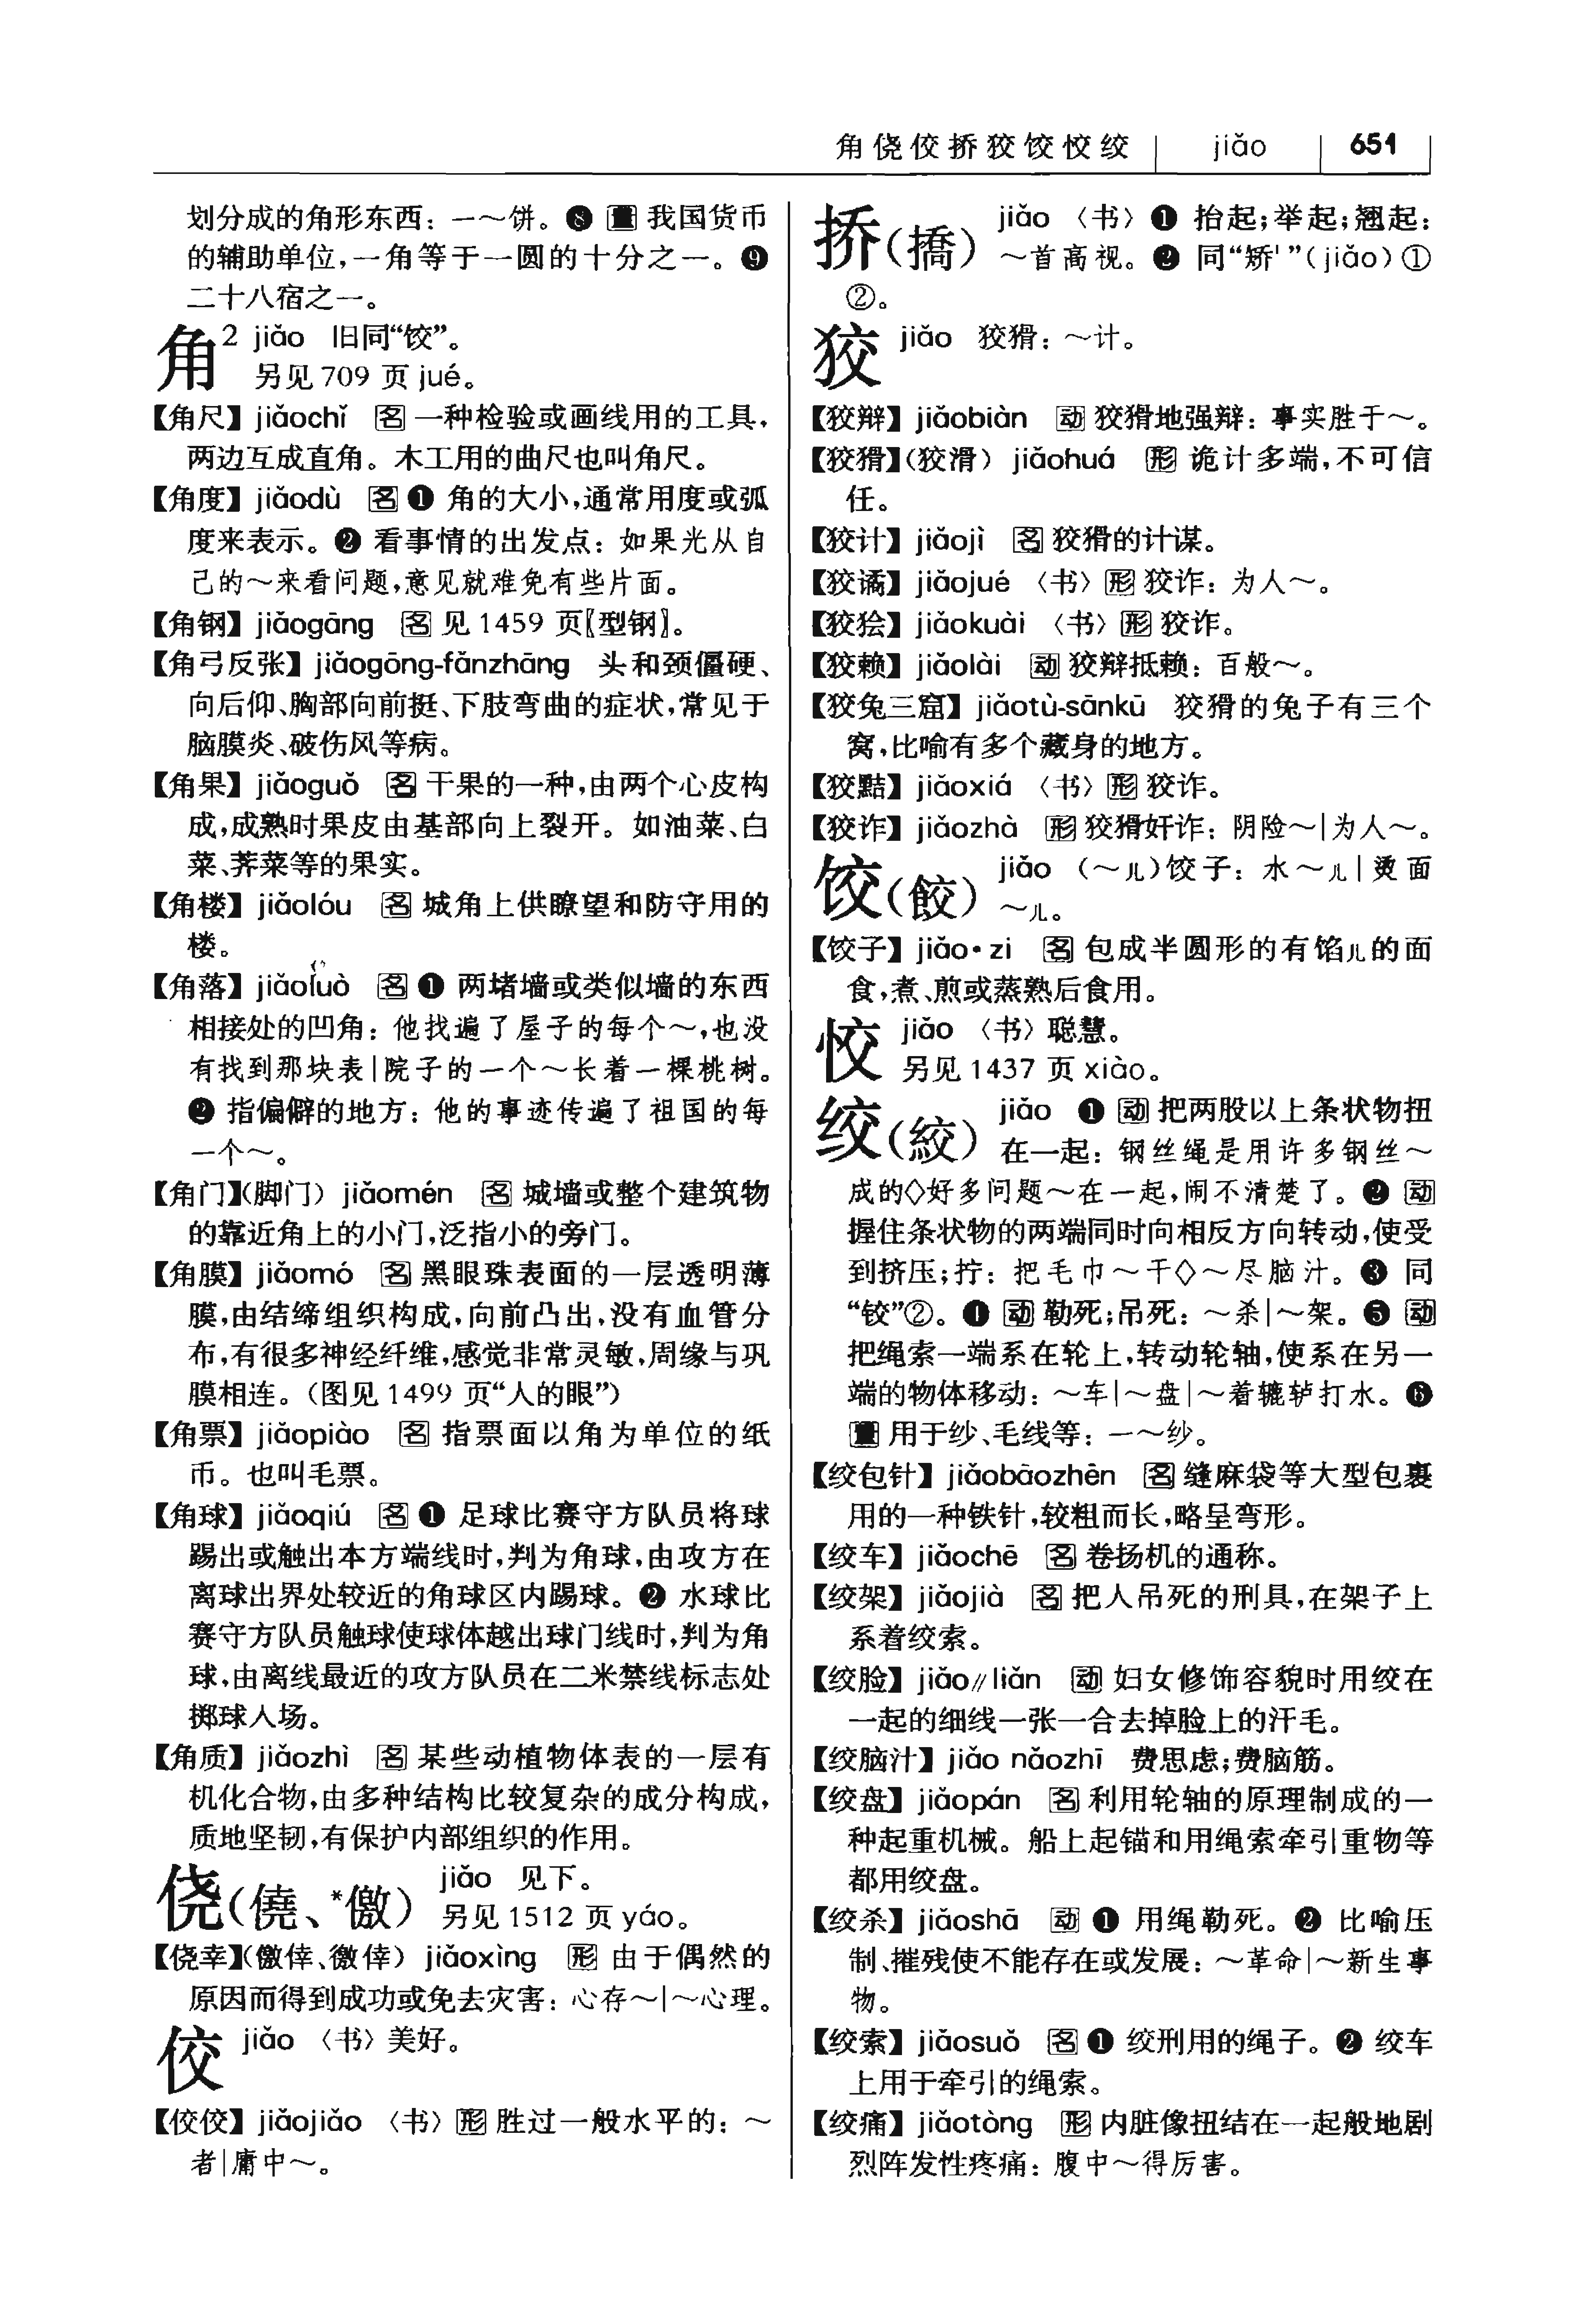 角侥佼挢狡饺恔绞 jiǎo 651
划分成的角形东西：一～饼。❽ 量 我国货币
的辅助单位，一角等于一圆的十分之一。❾
二十八宿之一。
角² jiǎo 旧同“饺”。
另见 709 页 jué。
【角尺】 jiǎochǐ 名 一种检验或画线用的工具，
两边互成直角。木工用的曲尺也叫角尺。
【角度】 jiǎodù 名 ❶ 角的大小，通常用度或弧
度来表示。❷ 看事情的出发点：如果光从自
己的～来看问题，意见就难免有些片面。
【角钢】 jiǎogāng 名 见 1459 页〖型钢〗。
【角弓反张】 jiǎogōng-fǎnzhāng 头和颈僵硬、
向后仰、胸部向前挺、下肢弯曲的症状，常见于
脑膜炎、破伤风等病。
【角果】 jiǎoguǒ 名 干果的一种，由两个心皮构
成，成熟时果皮由基部向上裂开。如油菜、白
菜、荠菜等的果实。
【角楼】 jiǎolóu 名 城角上供瞭望和防守用的
楼。
【角落】 jiǎoluò 名 ❶ 两堵墙或类似墙的东西
相接处的凹角：他找遍了屋子的每个～，也没
有找到那块表|院子的一个～长着一棵桃树。
❷ 指偏僻的地方：他的事迹传遍了祖国的每
一个～。
【角门】（脚门） jiǎomén 名 城墙或整个建筑物
的靠近角上的小门，泛指小的旁门。
【角膜】 jiǎomó 名 黑眼珠表面的一层透明薄
膜，由结缔组织构成，向前凸出，没有血管分
布，有很多神经纤维，感觉非常灵敏，周缘与巩
膜相连。（图见 1499 页“人的眼”）
【角票】 jiǎopiào 名 指票面以角为单位的纸
币。也叫毛票。
【角球】 jiǎoqiú 名 ❶ 足球比赛守方队员将球
踢出或触出本方端线时，判为角球，由攻方在
离球出界处较近的角球区内踢球。❷ 水球比
赛守方队员触球使球体越出球门线时，判为角
球，由离线最近的攻方队员在二米禁线标志处
掷球入场。
【角质】 jiǎozhì 名 某些动植物体表的一层有
机化合物，由多种结构比较复杂的成分构成，
质地坚韧，有保护内部组织的作用。
侥（僥、*儌） jiǎo 见下。
另见 1512 页 yáo。
【侥幸】（儌倖、徼倖） jiǎoxìng 形 由于偶然的
原因而得到成功或免去灾害：心存～|～心理。
佼 jiǎo 〈书〉美好。
【佼佼】 jiǎojiǎo 〈书〉形 胜过一般水平的：～
者|庸中～。
挢（撟） jiǎo 〈书〉❶ 抬起；举起；翘起：
～首高视。❷ 同“矫¹”（jiǎo）①
②。
狡 jiǎo 狡猾：～计。
【狡辩】 jiǎobiàn 动 狡猾地强辩：事实胜于～。
【狡猾】（狡滑） jiǎohuá 形 诡计多端，不可信
任。
【狡计】 jiǎojì 名 狡猾的计谋。
【狡谲】 jiǎojué 〈书〉形 狡诈：为人～。
【狡狯】 jiǎokuài 〈书〉形 狡诈。
【狡赖】 jiǎolài 动 狡辩抵赖：百般～。
【狡兔三窟】 jiǎotù-sānkū 狡猾的兔子有三个
窝，比喻有多个藏身的地方。
【狡黠】 jiǎoxiá 〈书〉形 狡诈。
【狡诈】 jiǎozhà 形 狡猾奸诈：阴险～|为人～。
饺（餃） jiǎo （～儿）饺子：水～儿|烫面
～儿。
【饺子】 jiǎo·zi 名 包成半圆形的有馅儿的面
食，煮、煎或蒸熟后食用。
恔 jiǎo 〈书〉聪慧。
另见 1437 页 xiào。
绞（絞） jiǎo ❶ 动 把两股以上条状物扭
在一起：钢丝绳是用许多钢丝～
成的◇好多问题～在一起，闹不清楚了。❷ 动
握住条状物的两端同时向相反方向转动，使受
到挤压；拧：把毛巾～干◇～尽脑汁。❸ 同
“铰”②。❹ 动 勒死；吊死：～杀|～架。❺ 动
把绳索一端系在轮上，转动轮轴，使系在另一
端的物体移动：～车|～盘|～着辘轳打水。❻
量 用于纱、毛线等：一～纱。
【绞包针】 jiǎobāozhēn 名 缝麻袋等大型包裹
用的一种铁针，较粗而长，略呈弯形。
【绞车】 jiǎochē 名 卷扬机的通称。
【绞架】 jiǎojià 名 把人吊死的刑具，在架子上
系着绞索。
【绞脸】 jiǎo∥liǎn 动 妇女修饰容貌时用绞在
一起的细线一张一合去掉脸上的汗毛。
【绞脑汁】 jiǎo nǎozhī 费思虑；费脑筋。
【绞盘】 jiǎopán 名 利用轮轴的原理制成的一
种起重机械。船上起锚和用绳索牵引重物等
都用绞盘。
【绞杀】 jiǎoshā 动 ❶ 用绳勒死。❷ 比喻压
制、摧残使不能存在或发展：～革命|～新生事
物。
【绞索】 jiǎosuǒ 名 ❶ 绞刑用的绳子。❷ 绞车
上用于牵引的绳索。
【绞痛】 jiǎotòng 形 内脏像扭结在一起般地剧
烈阵发性疼痛：腹中～得厉害。